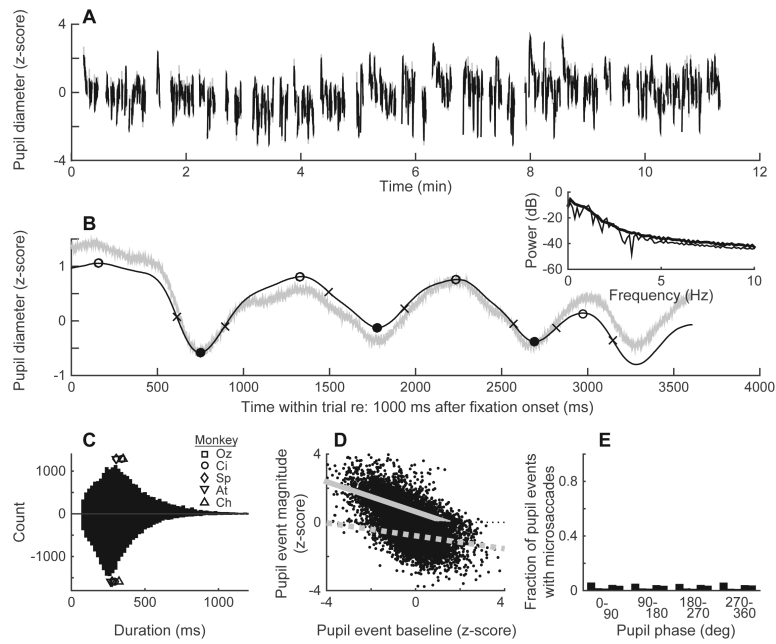 A
Pupil diameter (z-score)
4
0
-4
0 2 4 6 8 10 12
Time (min)
B
Pupil diameter (z-score)
1
0
-1
0 500 1000 1500 2000 2500 3000 3500 4000
Time within trial re: 1000 ms after fixation onset (ms)
Power (dB)
0
-20
-40
-60
0 5 10
Frequency (Hz)
C
Count
1000
0
-1000
0 500 1000
Duration (ms)
Monkey
Oz
Ci
Sp
At
Ch
D
Pupil event magnitude
(z-score)
4
0
-4
-4 -2 0 2 4
Pupil event baseline (z-score)
E
Fraction of pupil events
with microsaccades
0.8
0.4
0
0-
90
90-
180
180-
270
270-
360
Pupil phase (deg)